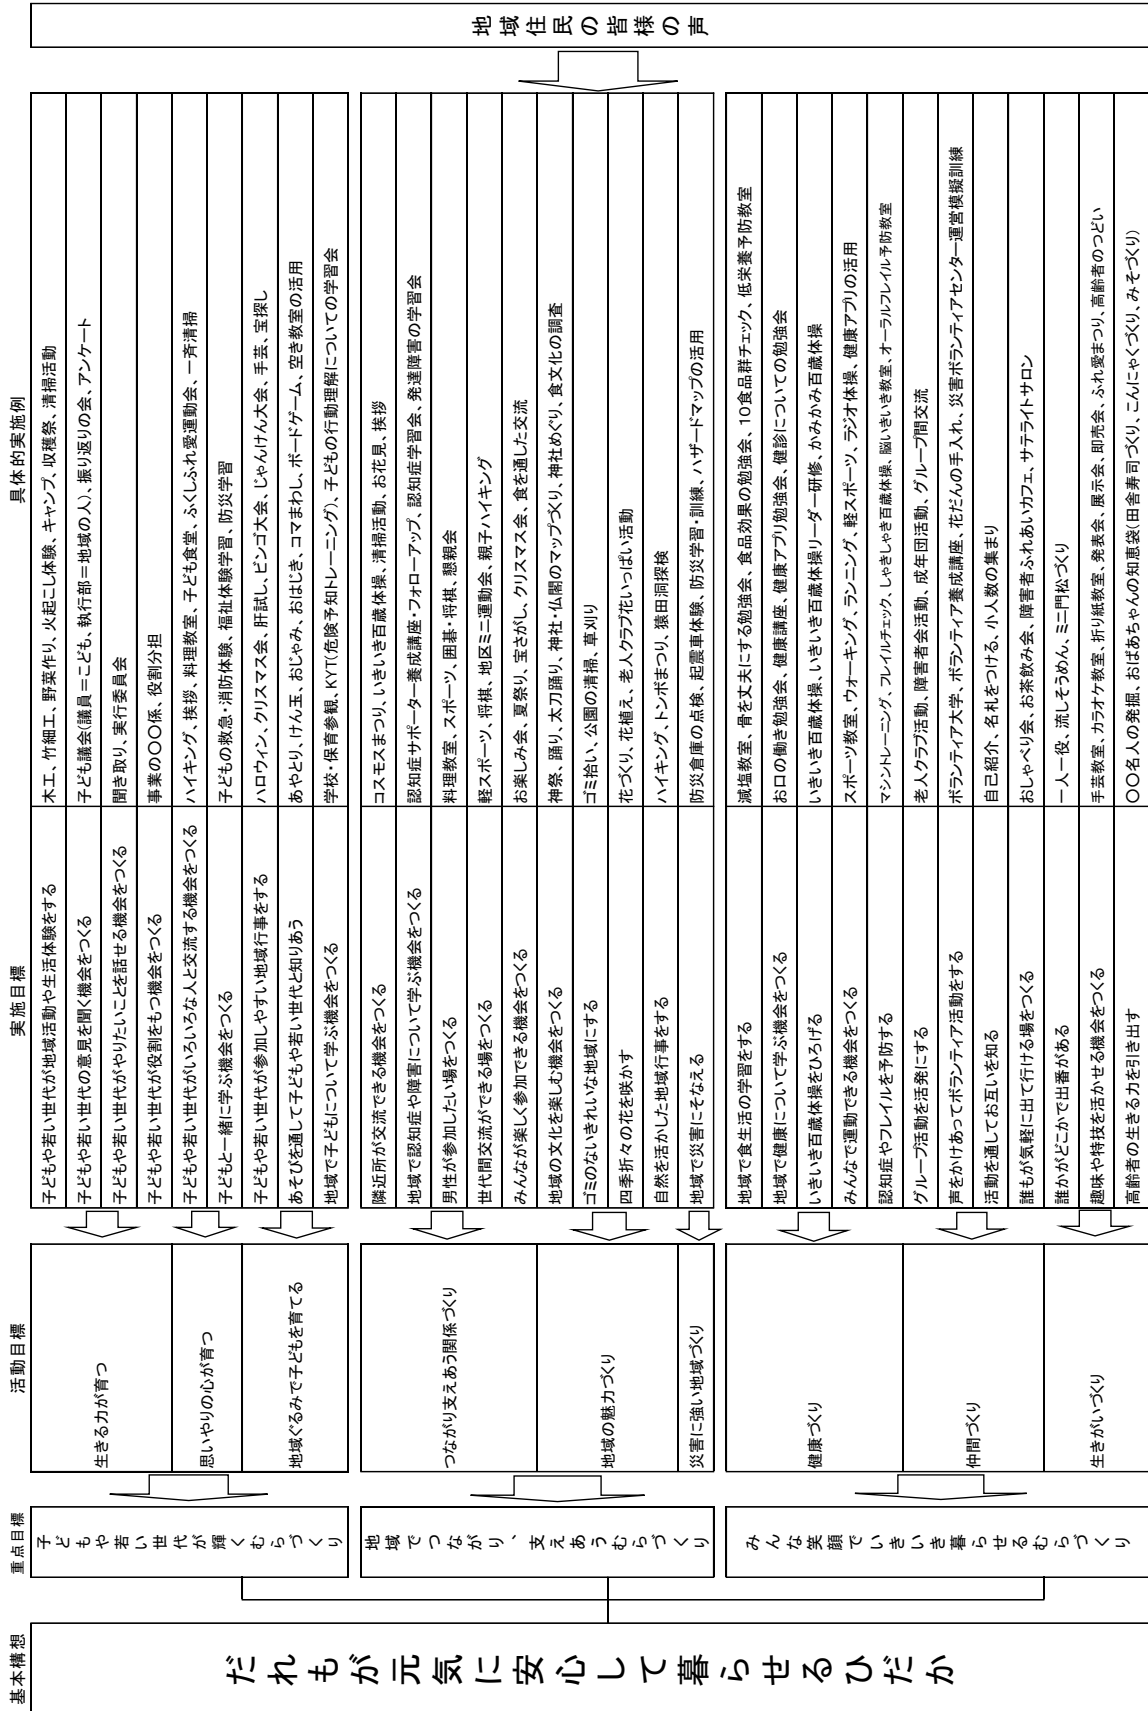 基本構想
だれもが元気に安心して暮らせるひだか
重点目標
子どもや若い世代が輝くむらづくり
地域でつながり、支えあうむらづくり
みんな笑顔でいきいき暮らせるむらづくり
活動目標
生きる力が育つ
思いやりの心が育つ
地域ぐるみで子どもを育てる
つながり支えあう関係づくり
地域の魅力づくり
災害に強い地域づくり
健康づくり
仲間づくり
生きがいづくり
実施目標
子どもや若い世代が地域活動や生活体験をする
子どもや若い世代の意見を聞く機会をつくる
子どもや若い世代がやりたいことを話せる機会をつくる
子どもや若い世代が役割をもつ機会をつくる
子どもや若い世代がいろいろな人と交流する機会をつくる
子どもと一緒に学ぶ機会をつくる
子どもや若い世代が参加しやすい地域行事をする
あそびを通して子どもや若い世代と知りあう
地域で子どもについて学ぶ機会をつくる
隣近所が交流できる機会をつくる
地域で認知症や障害について学ぶ機会をつくる
男性が参加したい場をつくる
世代間交流ができる場をつくる
みんなが楽しく参加できる機会をつくる
地域の文化を楽しむ機会をつくる
ゴミのないきれいな地域にする
四季折々の花を咲かす
自然を活かした地域行事をする
地域で災害にそなえる
地域で食生活の学習をする
地域で健康について学ぶ機会をつくる
いきいき百歳体操をひろげる
みんなで運動できる機会をつくる
認知症やフレイルを予防する
グループ活動を活発にする
声をかけあってボランティア活動をする
活動を通してお互いを知る
誰もが気軽に出て行ける場をつくる
誰かがどこかで出番がある
趣味や特技を活かせる機会をつくる
高齢者の生きる力を引き出す
具体的実施例
木工、竹細工、野菜作り、火起こし体験、キャンプ、収穫祭、清掃活動
子ども議会(議員=こども、執行部=地域の人)、振り返りの会、アンケート
聞き取り、実行委員会
事業の〇〇係、役割分担
ハイキング、挨拶、料理教室、子ども食堂、ふくしふれ愛運動会、一斉清掃
子どもの救急・消防体験、福祉体験学習、防災学習
ハロウィン、クリスマス会、肝試し、ビンゴ大会、じゃんけん大会、手芸、宝探し
あやとり、けん玉、おじゃみ、おはじき、コマまわし、ボードゲーム、空き教室の活用
学校・保育参観、KYT(危険予知トレーニング)、子どもの行動理解についての学習会
コスモスまつり、いきいき百歳体操、清掃活動、お花見、挨拶
認知症サポーター養成講座・フォローアップ、認知症学習会、発達障害の学習会
料理教室、スポーツ、囲碁・将棋、懇親会
軽スポーツ、将棋、地区ミニ運動会、親子ハイキング
お楽しみ会、夏祭り、宝さがし、クリスマス会、食を通した交流
神祭、踊り、太刀踊り、神社・仏閣のマップづくり、神社めぐり、食文化の調査
ゴミ拾い、公園の清掃、草刈り
花づくり、花植え、老人クラブ花いっぱい活動
ハイキング、トンボまつり、猿田洞探検
防災倉庫の点検、起震車体験、防災学習・訓練、ハザードマップの活用
減塩教室、骨を丈夫にする勉強会、食品効果の勉強会、10食品群チェック、低栄養予防教室
お口の働き勉強会、健康講座、健康アプリ勉強会、健診についての勉強会
いきいき百歳体操、いきいき百歳体操リーダー研修、かみかみ百歳体操
スポーツ教室、ウォーキング、ランニング、軽スポーツ、ラジオ体操、健康アプリの活用
マシントレーニング、フレイルチェック、しゃきしゃき百歳体操、脳いきいき教室、オーラルフレイル予防教室
老人クラブ活動、障害者会活動、成年団活動、グループ間交流
ボランティア大学、ボランティア養成講座、花だんの手入れ、災害ボランティアセンター運営模擬訓練
自己紹介、名札をつける、小人数の集まり
おしゃべり会、お茶飲み会、障害者ふれあいカフェ、サテライトサロン
一人一役、流しそうめん、ミニ門松づくり
手芸教室、カラオケ教室、折り紙教室、発表会、展示会、即売会、ふれ愛まつり、高齢者のつどい
〇〇名人の発掘、おばあちゃんの知恵袋(田舎寿司づくり、こんにゃくづくり、みそづくり)
地域住民の皆様の声